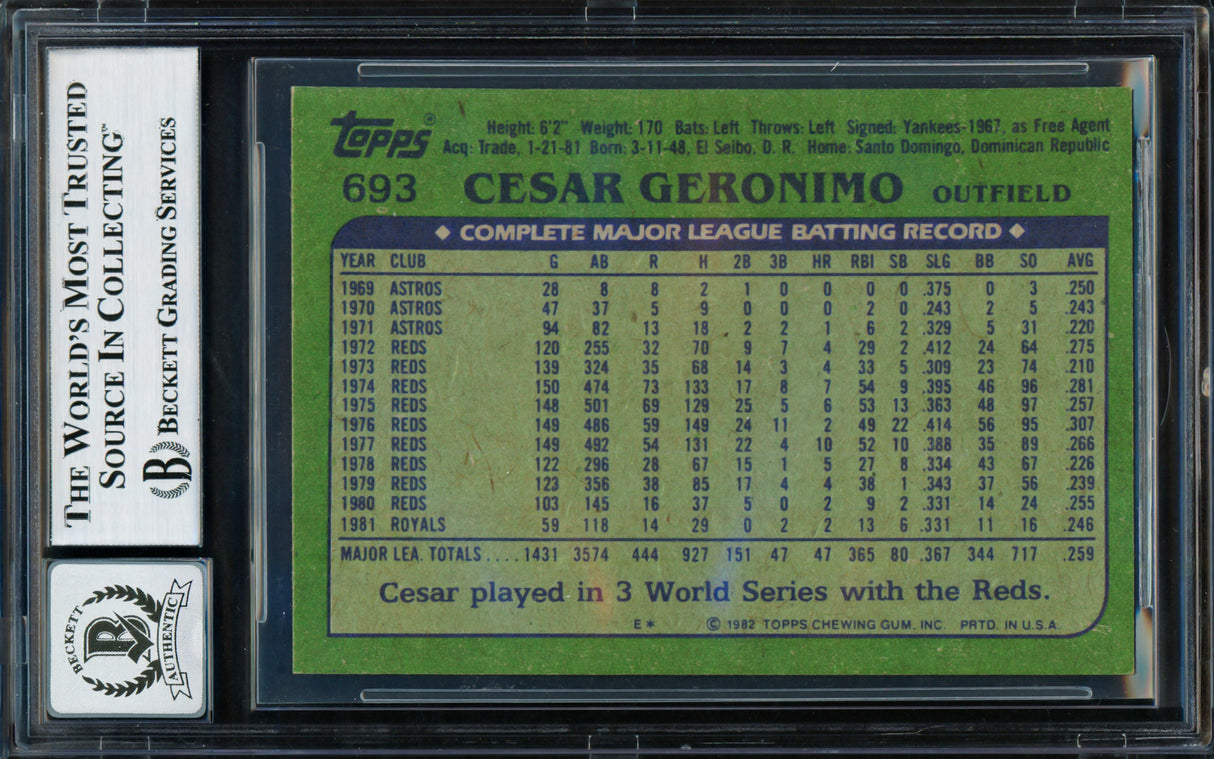 THE WORLD'S MOST TRUSTED
SOURCE IN COLLECTING™
B BECKETT GRADING SERVICES
BECKETT
B
AUTHENTIC
Topps®
Height: 6'2" Weight: 170 Bats: Left Throws: Left Signed: Yankees-1967, as Free Agent
Acq: Trade, 1-21-81 Born: 3-11-48, El Seibo, D. R. Home: Santo Domingo, Dominican Republic
693 CESAR GERONIMO OUTFIELD
◆ COMPLETE MAJOR LEAGUE BATTING RECORD ◆
YEAR CLUB G AB R H 2B 3B HR RBI SB SLG BB SO AVG
1969 ASTROS 28 8 8 2 1 0 0 0 0 .375 0 3 .250
1970 ASTROS 47 37 5 9 0 0 0 2 0 .243 2 5 .243
1971 ASTROS 94 82 13 18 2 2 1 6 2 .329 5 31 .220
1972 REDS 120 255 32 70 9 7 4 29 2 .412 24 64 .275
1973 REDS 139 324 35 68 14 3 4 33 5 .309 23 74 .210
1974 REDS 150 474 73 133 17 8 7 54 9 .395 46 96 .281
1975 REDS 148 501 69 129 25 5 6 53 13 .363 48 97 .257
1976 REDS 149 486 59 149 24 11 2 49 22 .414 56 95 .307
1977 REDS 149 492 54 131 22 4 10 52 10 .388 35 89 .266
1978 REDS 122 296 28 67 15 1 5 8 .334 43 67 .226
1979 REDS 123 356 38 85 17 4 4 38 1 .343 37 56 .239
1980 REDS 103 145 16 37 5 2 9 2 .331 14 24 .255
1981 ROYALS 59 118 14 29 0 2 2 13 6 .331 11 16 .246
MAJOR LEA. TOTALS .... 1431 3574 444 927 151 47 47 365 80 .367 344 717 .259
Cesar played in 3 World Series with the Reds.
E* © 1982 TOPPS CHEWING GUM, INC. PRTD. IN U.S.A.